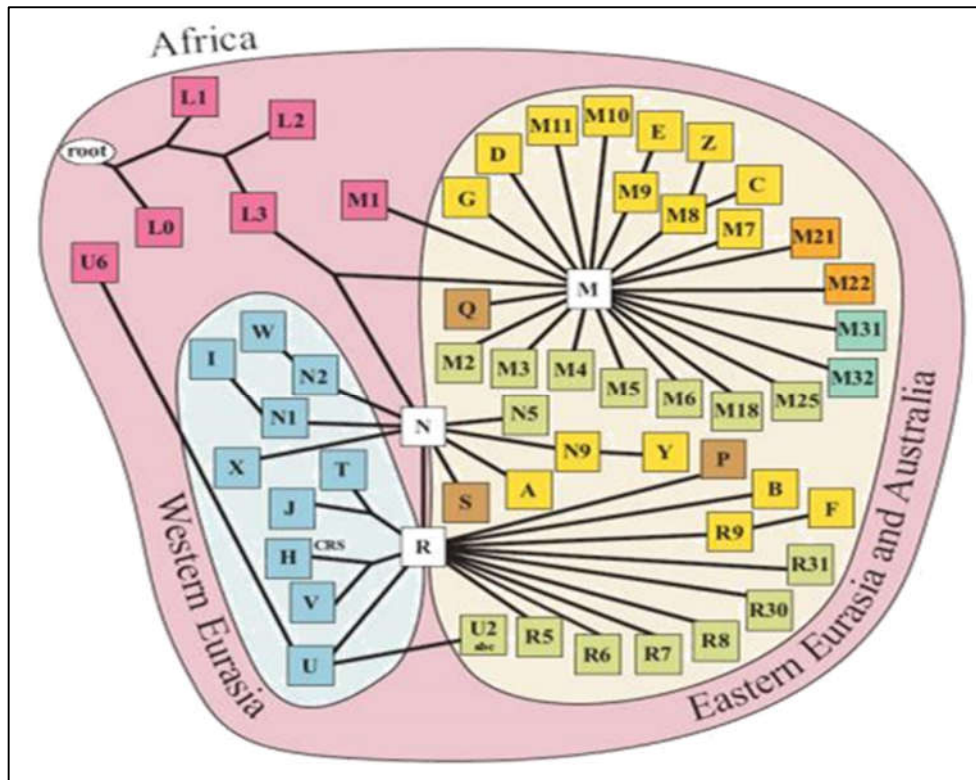 Africa
L1
L2
root
L0
L3
M1
U6
M11
M10
E
Z
D
C
G
M9
M8
M7
M21
M
M22
Q
M31
M32
M2
M3
M4
M5
M6
M18
M25
W
I
N2
N1
X
T
J
H
CRS
V
U
N
N5
N9
Y
P
S
A
B
F
R
R9
R31
R30
U2
abc
R5
R6
R7
R8
Western Eurasia
Eastern Eurasia and Australia